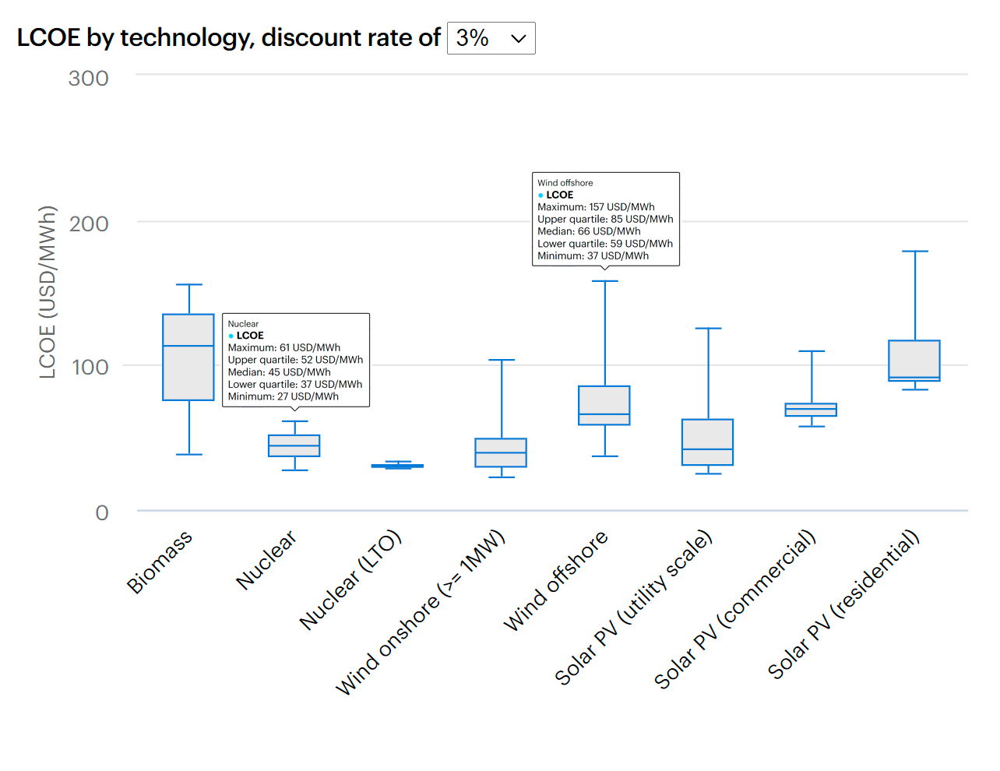 LCOE by technology, discount rate of 3%
300
200
100
0
LCOE (USD/MWh)
Wind offshore
LCOE
Maximum: 157 USD/MWh
Upper quartile: 85 USD/MWh
Median: 66 USD/MWh
Lower quartile: 59 USD/MWh
Minimum: 37 USD/MWh
Nuclear
LCOE
Maximum: 61 USD/MWh
Upper quartile: 52 USD/MWh
Median: 45 USD/MWh
Lower quartile: 37 USD/MWh
Minimum: 27 USD/MWh
Biomass
Nuclear
Nuclear (LTO)
Wind onshore (>= 1MW)
Wind offshore
Solar PV (utility scale)
Solar PV (commercial)
Solar PV (residential)